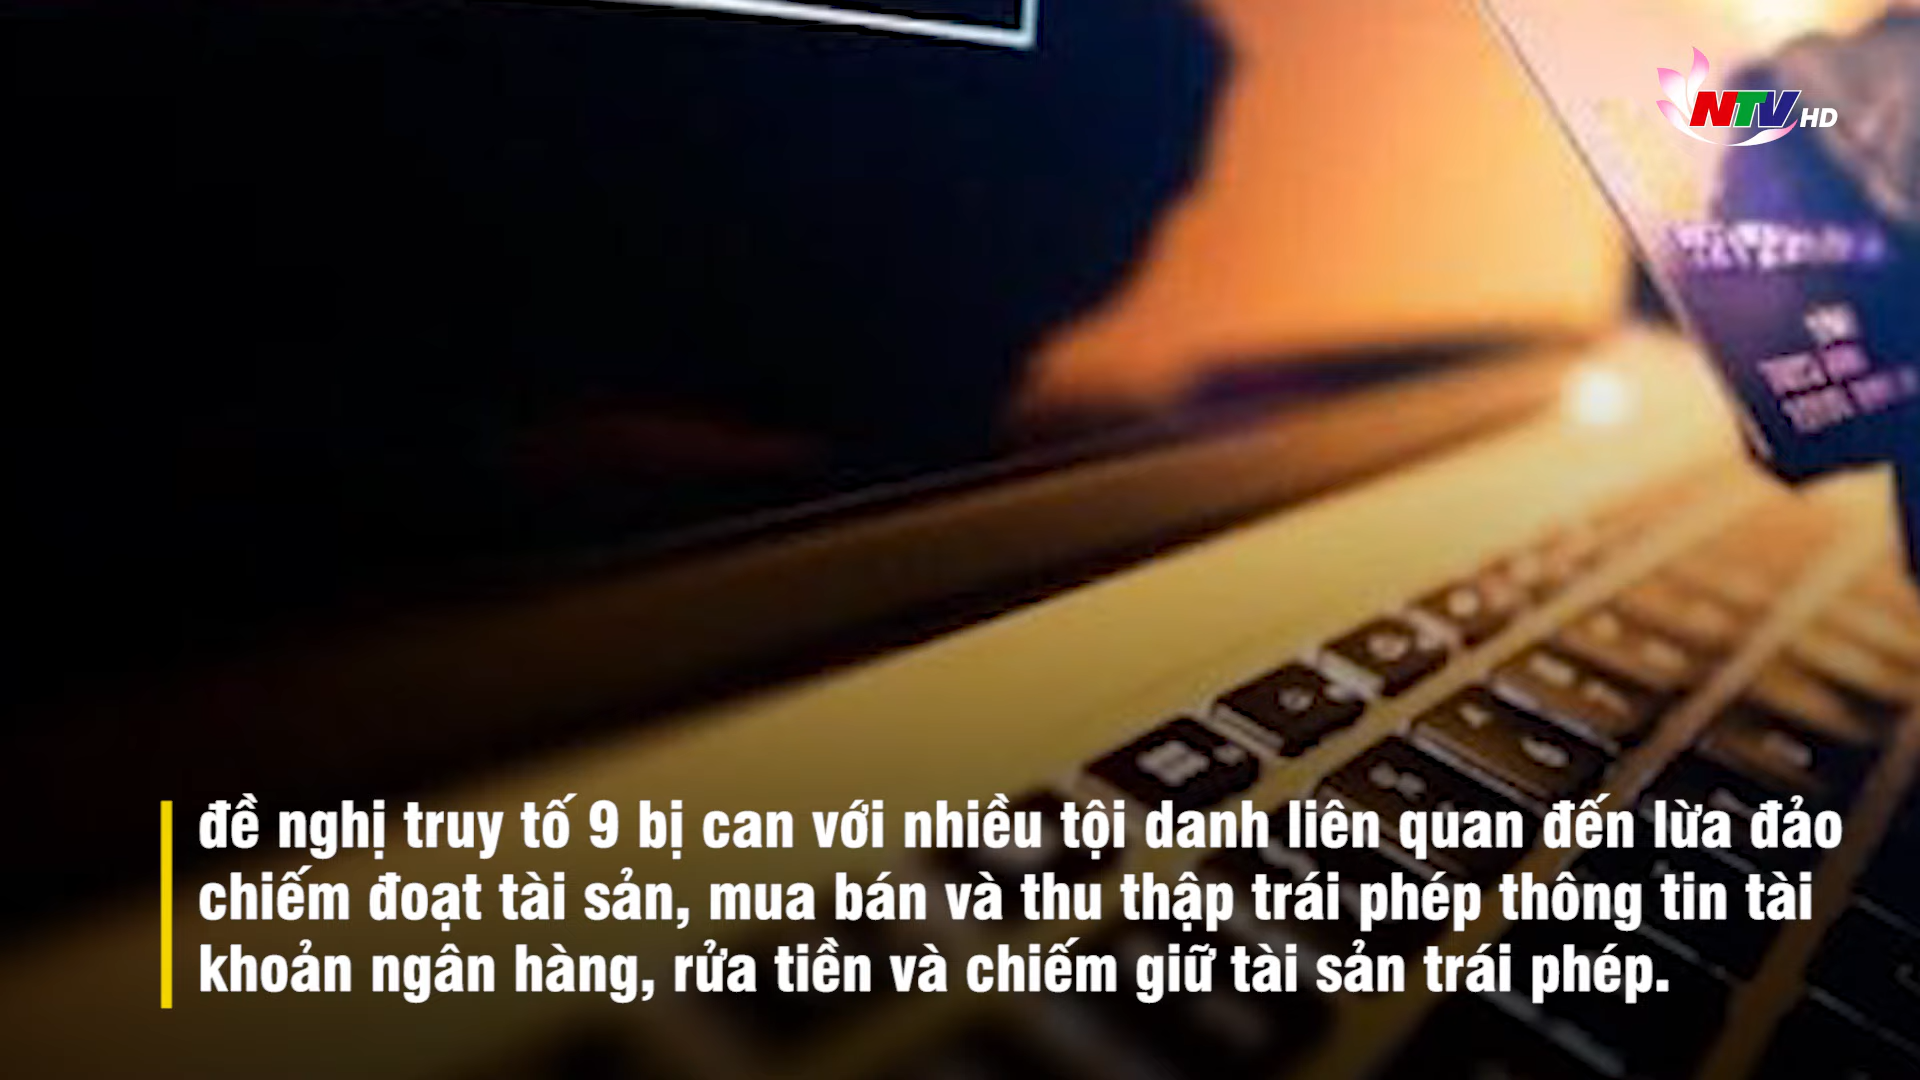 NTV HD
đề nghị truy tố 9 bị can với nhiều tội danh liên quan đến lừa đảo
chiếm đoạt tài sản, mua bán và thu thập trái phép thông tin tài
khoản ngân hàng, rửa tiền và chiếm giữ tài sản trái phép.